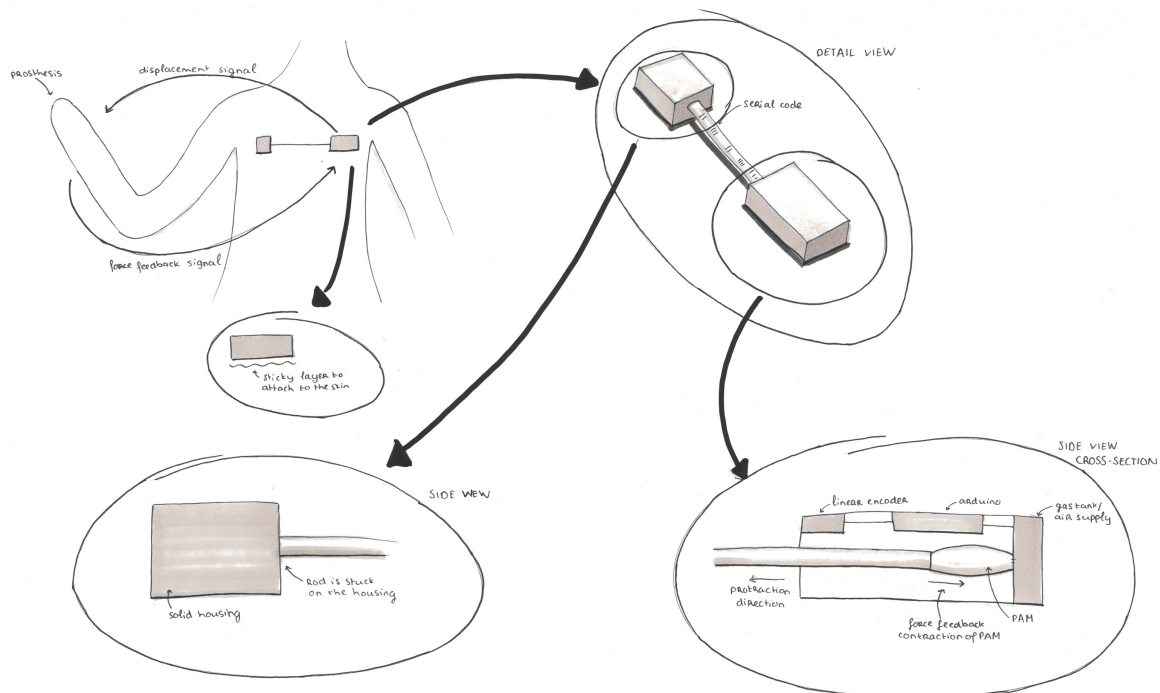 prosthesis
displacement signal
force feedback signal
sticky layer to
attach to the skin
DETAIL VIEW
serial code
SIDE VIEW
rod is stuck
on the housing
solid housing
SIDE VIEW
CROSS-SECTION
linear encoder
arduino
gastank/
air supply
protraction
direction
force feedback
contraction of PAM
PAM